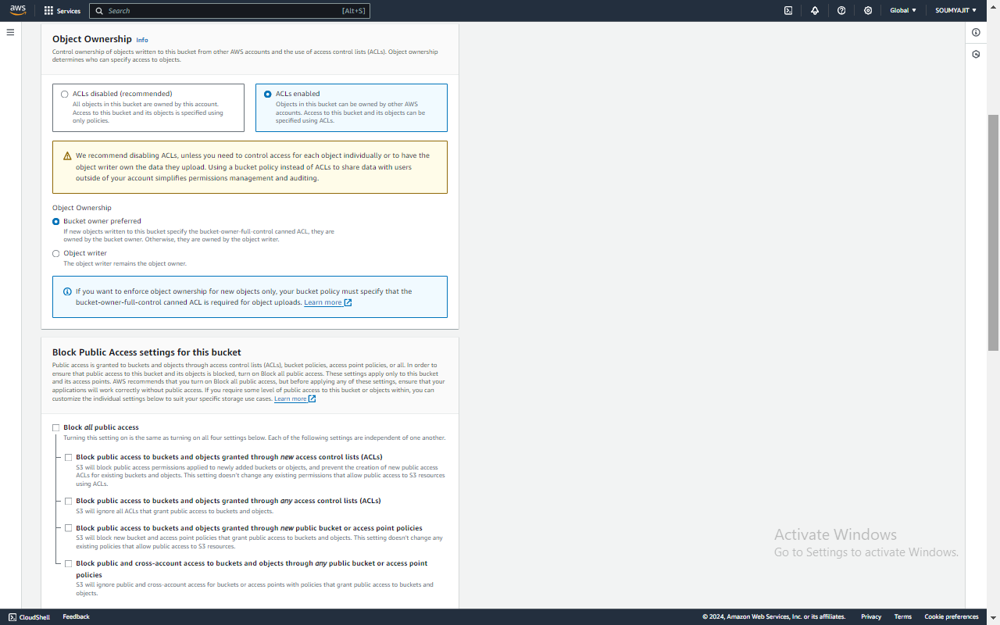 aws
Services
Search
[Alt+S]
Global
SOUMYAJIT
Object Ownership Info
Control ownership of objects written to this bucket from other AWS accounts and the use of access control lists (ACLs). Object ownership
determines who can specify access to objects.
ACLs disabled (recommended)
All objects in this bucket are owned by this account.
Access to this bucket and its objects is specified using
only policies.
ACLs enabled
Objects in this bucket can be owned by other AWS
accounts. Access to this bucket and its objects can be
specified using ACLs.
We recommend disabling ACLs, unless you need to control access for each object individually or to have the
object writer own the data they upload. Using a bucket policy instead of ACLs to share data with users
outside of your account simplifies permissions management and auditing.
Object Ownership
Bucket owner preferred
If new objects written to this bucket specify the bucket-owner-full-control canned ACL, they are
owned by the bucket owner. Otherwise, they are owned by the object writer.
Object writer
The object writer remains the object owner.
If you want to enforce object ownership for new objects only, your bucket policy must specify that the
bucket-owner-full-control canned ACL is required for object uploads. Learn more
Block Public Access settings for this bucket
Public access is granted to buckets and objects through access control lists (ACLs), bucket policies, access point policies, or all. In order to
ensure that public access to this bucket and its objects is blocked, turn on Block all public access. These settings apply only to this bucket
and its access points. AWS recommends that you turn on Block all public access, but before applying any of these settings, ensure that your
applications will work correctly without public access. If you require some level of public access to this bucket or objects within, you can
customize the individual settings below to suit your specific storage use cases. Learn more
Block all public access
Turning this setting on is the same as turning on all four settings below. Each of the following settings are independent of one another.
Block public access to buckets and objects granted through new access control lists (ACLs)
S3 will block public access permissions applied to newly added buckets or objects, and prevent the creation of new public access
ACLs for existing buckets and objects. This setting doesn't change any existing permissions that allow public access to S3 resources
using ACLs.
Block public access to buckets and objects granted through any access control lists (ACLs)
S3 will ignore all ACLs that grant public access to buckets and objects.
Block public access to buckets and objects granted through new public bucket or access point policies
S3 will block new bucket and access point policies that grant public access to buckets and objects. This setting doesn't change any
existing policies that allow public access to S3 resources.
Block public and cross-account access to buckets and objects through any public bucket or access point
policies
S3 will ignore public and cross-account access for buckets or access points with policies that grant public access to buckets and
objects.
Activate Windows
Go to Settings to activate Windows.
CloudShell
Feedback
© 2024, Amazon Web Services, Inc. or its affiliates.
Privacy
Terms
Cookie preferences